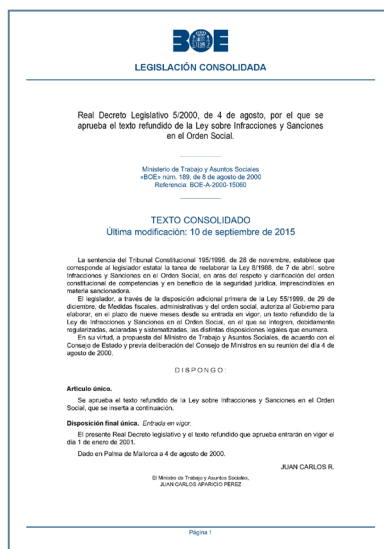 BOE
LEGISLACIÓN CONSOLIDADA
Real Decreto Legislativo 5/2000, de 4 de agosto, por el que se
aprueba el texto refundido de la Ley sobre Infracciones y Sanciones
en el Orden Social.
Ministerio de Trabajo y Asuntos Sociales
«BOE» núm. 189, de 8 de agosto de 2000
Referencia: BOE-A-2000-15060
TEXTO CONSOLIDADO
Última modificación: 10 de septiembre de 2015
La sentencia del Tribunal Constitucional 195/1996, de 28 de noviembre, establece que
corresponde al legislador estatal la tarea de reelaborar la Ley 8/1988, de 7 de abril, sobre
Infracciones y Sanciones en el Orden Social, en aras del respeto y clarificación del orden
constitucional de competencias y en beneficio de la seguridad jurídica, imprescindibles en
materia sancionadora.
El legislador, a través de la disposición adicional primera de la Ley 55/1999, de 29 de
diciembre, de Medidas fiscales, administrativas y del orden social, autoriza al Gobierno para
elaborar, en el plazo de nueve meses desde su entrada en vigor, un texto refundido de la
Ley de Infracciones y Sanciones en el Orden Social, en el que se integren, debidamente
regularizadas, aclaradas y sistematizadas, las distintas disposiciones legales que enumera.
En su virtud, a propuesta del Ministro de Trabajo y Asuntos Sociales, de acuerdo con el
Consejo de Estado y previa deliberación del Consejo de Ministros en su reunión del día 4 de
agosto de 2000,
DISPONGO:
Artículo único.
Se aprueba el texto refundido de la Ley sobre Infracciones y Sanciones en el Orden
Social, que se inserta a continuación.
Disposición final única. Entrada en vigor.
El presente Real Decreto legislativo y el texto refundido que aprueba entrarán en vigor el
día 1 de enero de 2001.
Dado en Palma de Mallorca a 4 de agosto de 2000.
JUAN CARLOS R.
El Ministro de Trabajo y Asuntos Sociales,
JUAN CARLOS APARICIO PÉREZ
Página 1